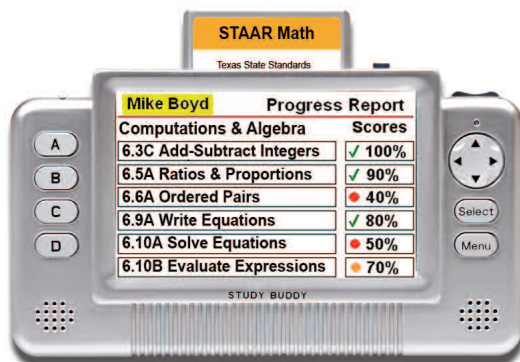 STAAR Math
Texas State Standards
Mike Boyd Progress Report
Computations & Algebra Scores
6.3C Add-Subtract Integers ✓ 100%
6.5A Ratios & Proportions ✓ 90%
6.6A Ordered Pairs 40%
6.9A Write Equations ✓ 80%
6.10A Solve Equations 50%
6.10B Evaluate Expressions 70%
A
B
C
D
Select
Menu
STUDY BUDDY